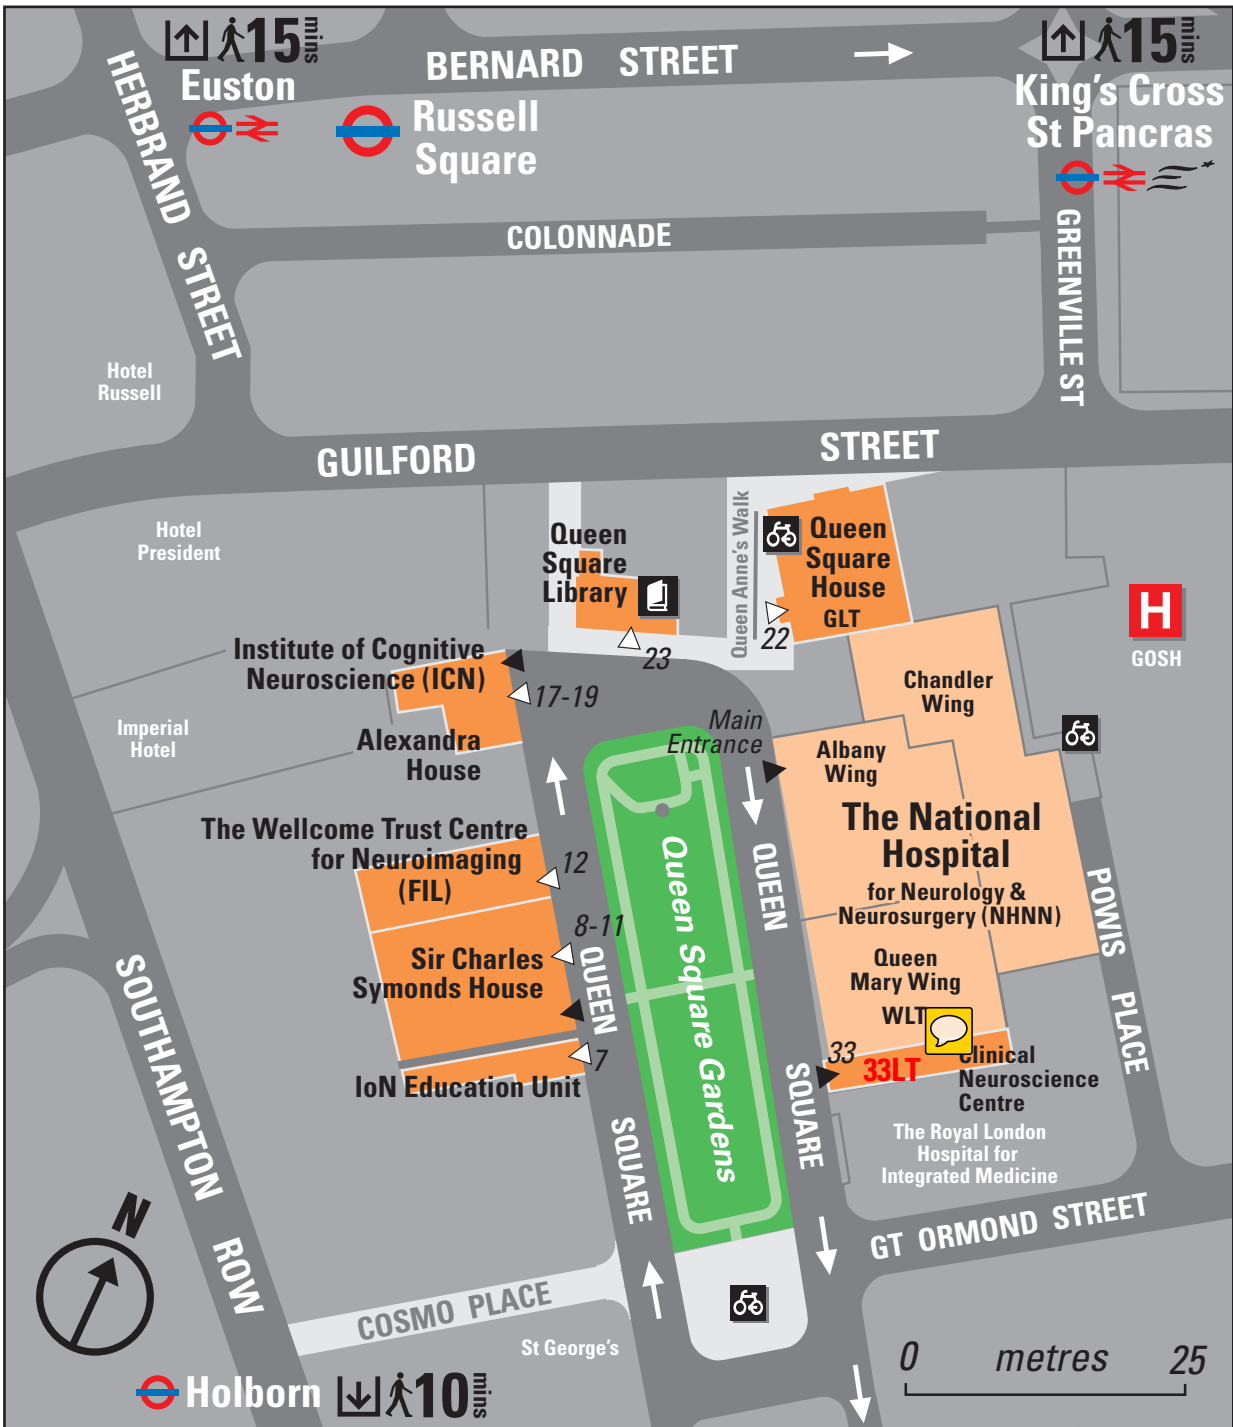 15 mins
Euston
BERNARD STREET
15 mins
King's Cross
St Pancras
Russell
Square
HERBRAND STREET
COLONNADE
GREENVILLE ST
Hotel
Russell
GUILFORD STREET
Hotel
President
Queen
Square
Library
23
Queen Anne's Walk
Queen
Square
House
GLT
22
H
GOSH
Institute of Cognitive
Neuroscience (ICN)
17-19
Alexandra
House
Imperial
Hotel
Main
Entrance
Chandler
Wing
Albany
Wing
The National
Hospital
for Neurology &
Neurosurgery (NHNN)
Queen
Mary Wing
WLT
The Wellcome Trust Centre
for Neuroimaging
(FIL)
12
8-11
Sir Charles
Symonds House
7
IoN Education Unit
QUEEN SQUARE
Queen Square Gardens
QUEEN SQUARE
33
33LT
Clinical
Neuroscience
Centre
The Royal London
Hospital for
Integrated Medicine
POWIS PLACE
SOUTHAMPTON ROW
GT ORMOND STREET
N
COSMO PLACE
St George's
0 metres 25
Holborn 10 mins